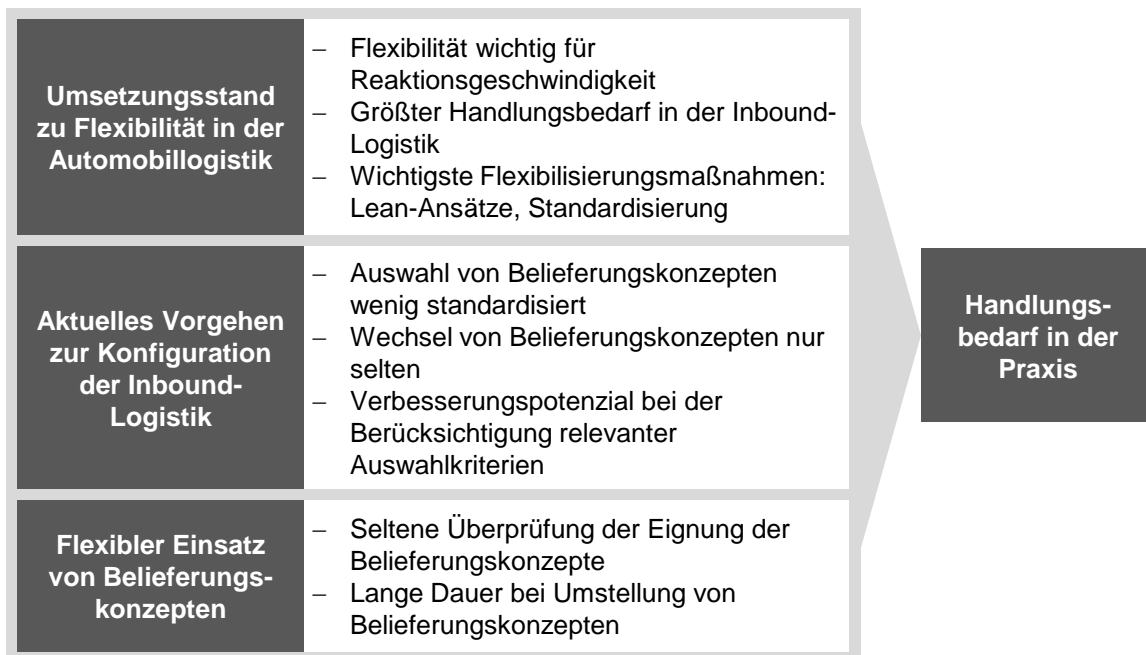 Umsetzungsstand
zu Flexibilität in der
Automobillogistik
– Flexibilität wichtig für
Reaktionsgeschwindigkeit
– Größter Handlungsbedarf in der Inbound-
Logistik
– Wichtigste Flexibilisierungsmaßnahmen:
Lean-Ansätze, Standardisierung
Aktuelles Vorgehen
zur Konfiguration
der Inbound-
Logistik
– Auswahl von Belieferungskonzepten
wenig standardisiert
– Wechsel von Belieferungskonzepten nur
selten
– Verbesserungspotenzial bei der
Berücksichtigung relevanter
Auswahlkriterien
Flexibler Einsatz
von Belieferungs-
konzepten
– Seltene Überprüfung der Eignung der
Belieferungskonzepte
– Lange Dauer bei Umstellung von
Belieferungskonzepten
Handlungs-
bedarf in der
Praxis